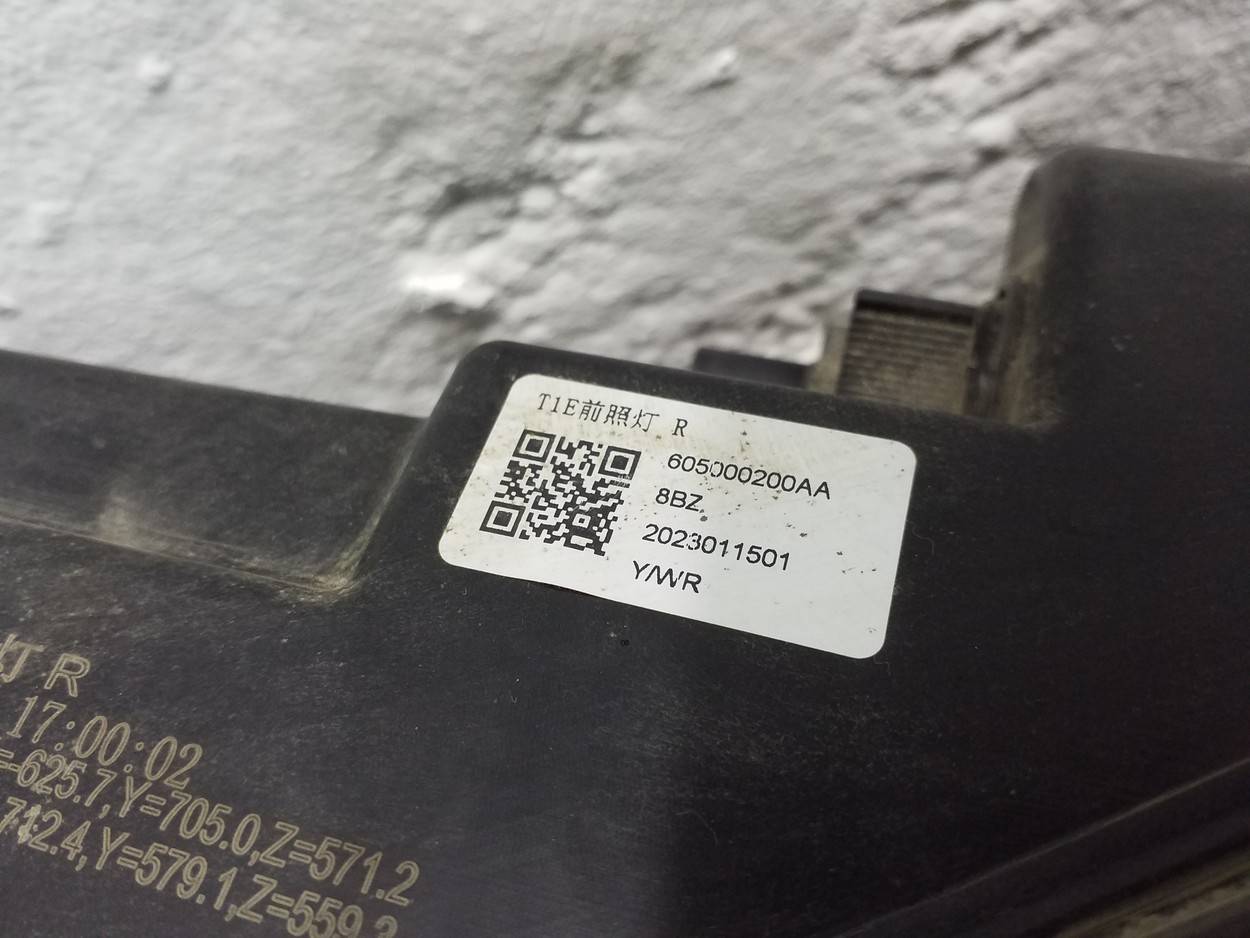 T1E前照灯 R
605000200AA
8BZ
2023011501
Y/WR
灯 R
17:00:02
=-625.7,Y=705.0,Z=571.2
712.4,Y=579.1,Z=559.3